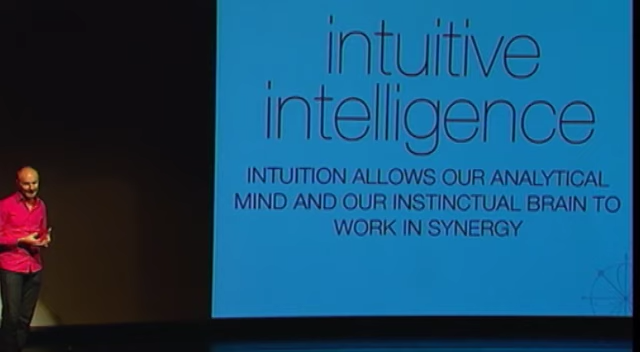 intuitive
intelligence
INTUITION ALLOWS OUR ANALYTICAL
MIND AND OUR INSTINCTUAL BRAIN TO
WORK IN SYNERGY